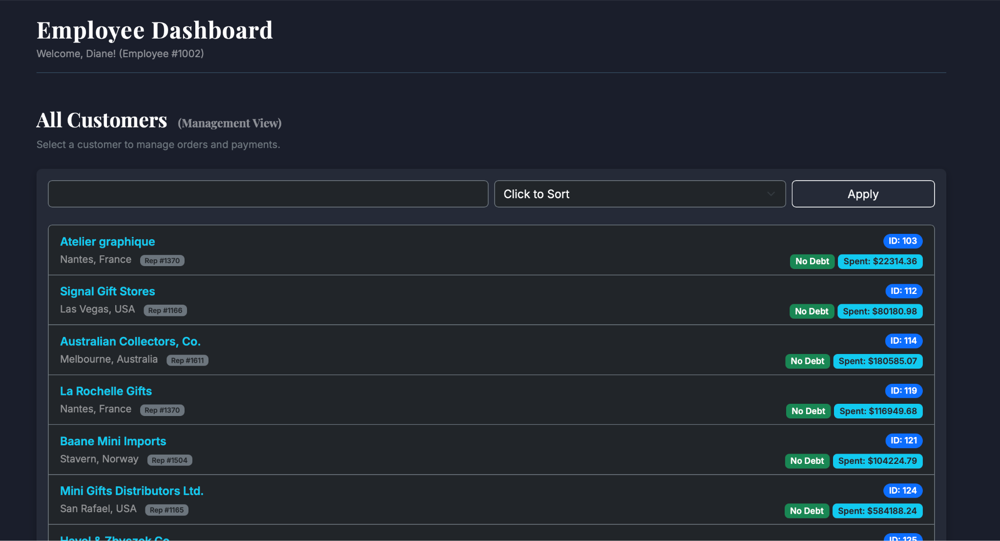 Employee Dashboard
Welcome, Diane! (Employee #1002)
All Customers (Management View)
Select a customer to manage orders and payments.
Click to Sort
Apply
Atelier graphique
ID: 103
Nantes, France Rep #1370
No Debt Spent: $22314.36
Signal Gift Stores
ID: 112
Las Vegas, USA Rep #1166
No Debt Spent: $80180.98
Australian Collectors, Co.
ID: 114
Melbourne, Australia Rep #1611
No Debt Spent: $180585.07
La Rochelle Gifts
ID: 119
Nantes, France Rep #1370
No Debt Spent: $116949.68
Baane Mini Imports
ID: 121
Stavern, Norway Rep #1504
No Debt Spent: $104224.79
Mini Gifts Distributors Ltd.
ID: 124
San Rafael, USA Rep #1165
No Debt Spent: $584188.24
Havel & Zbyszek Co
ID: 125